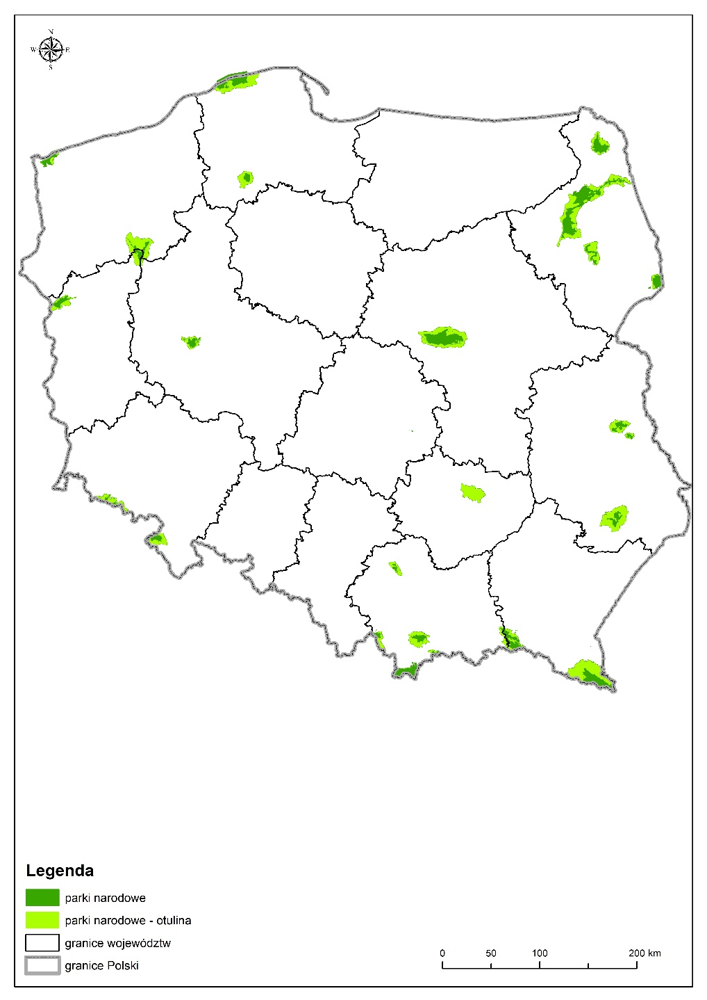 N
W E
S
Legenda
parki narodowe
parki narodowe - otulina
granice województw
granice Polski
0 50 100 200 km